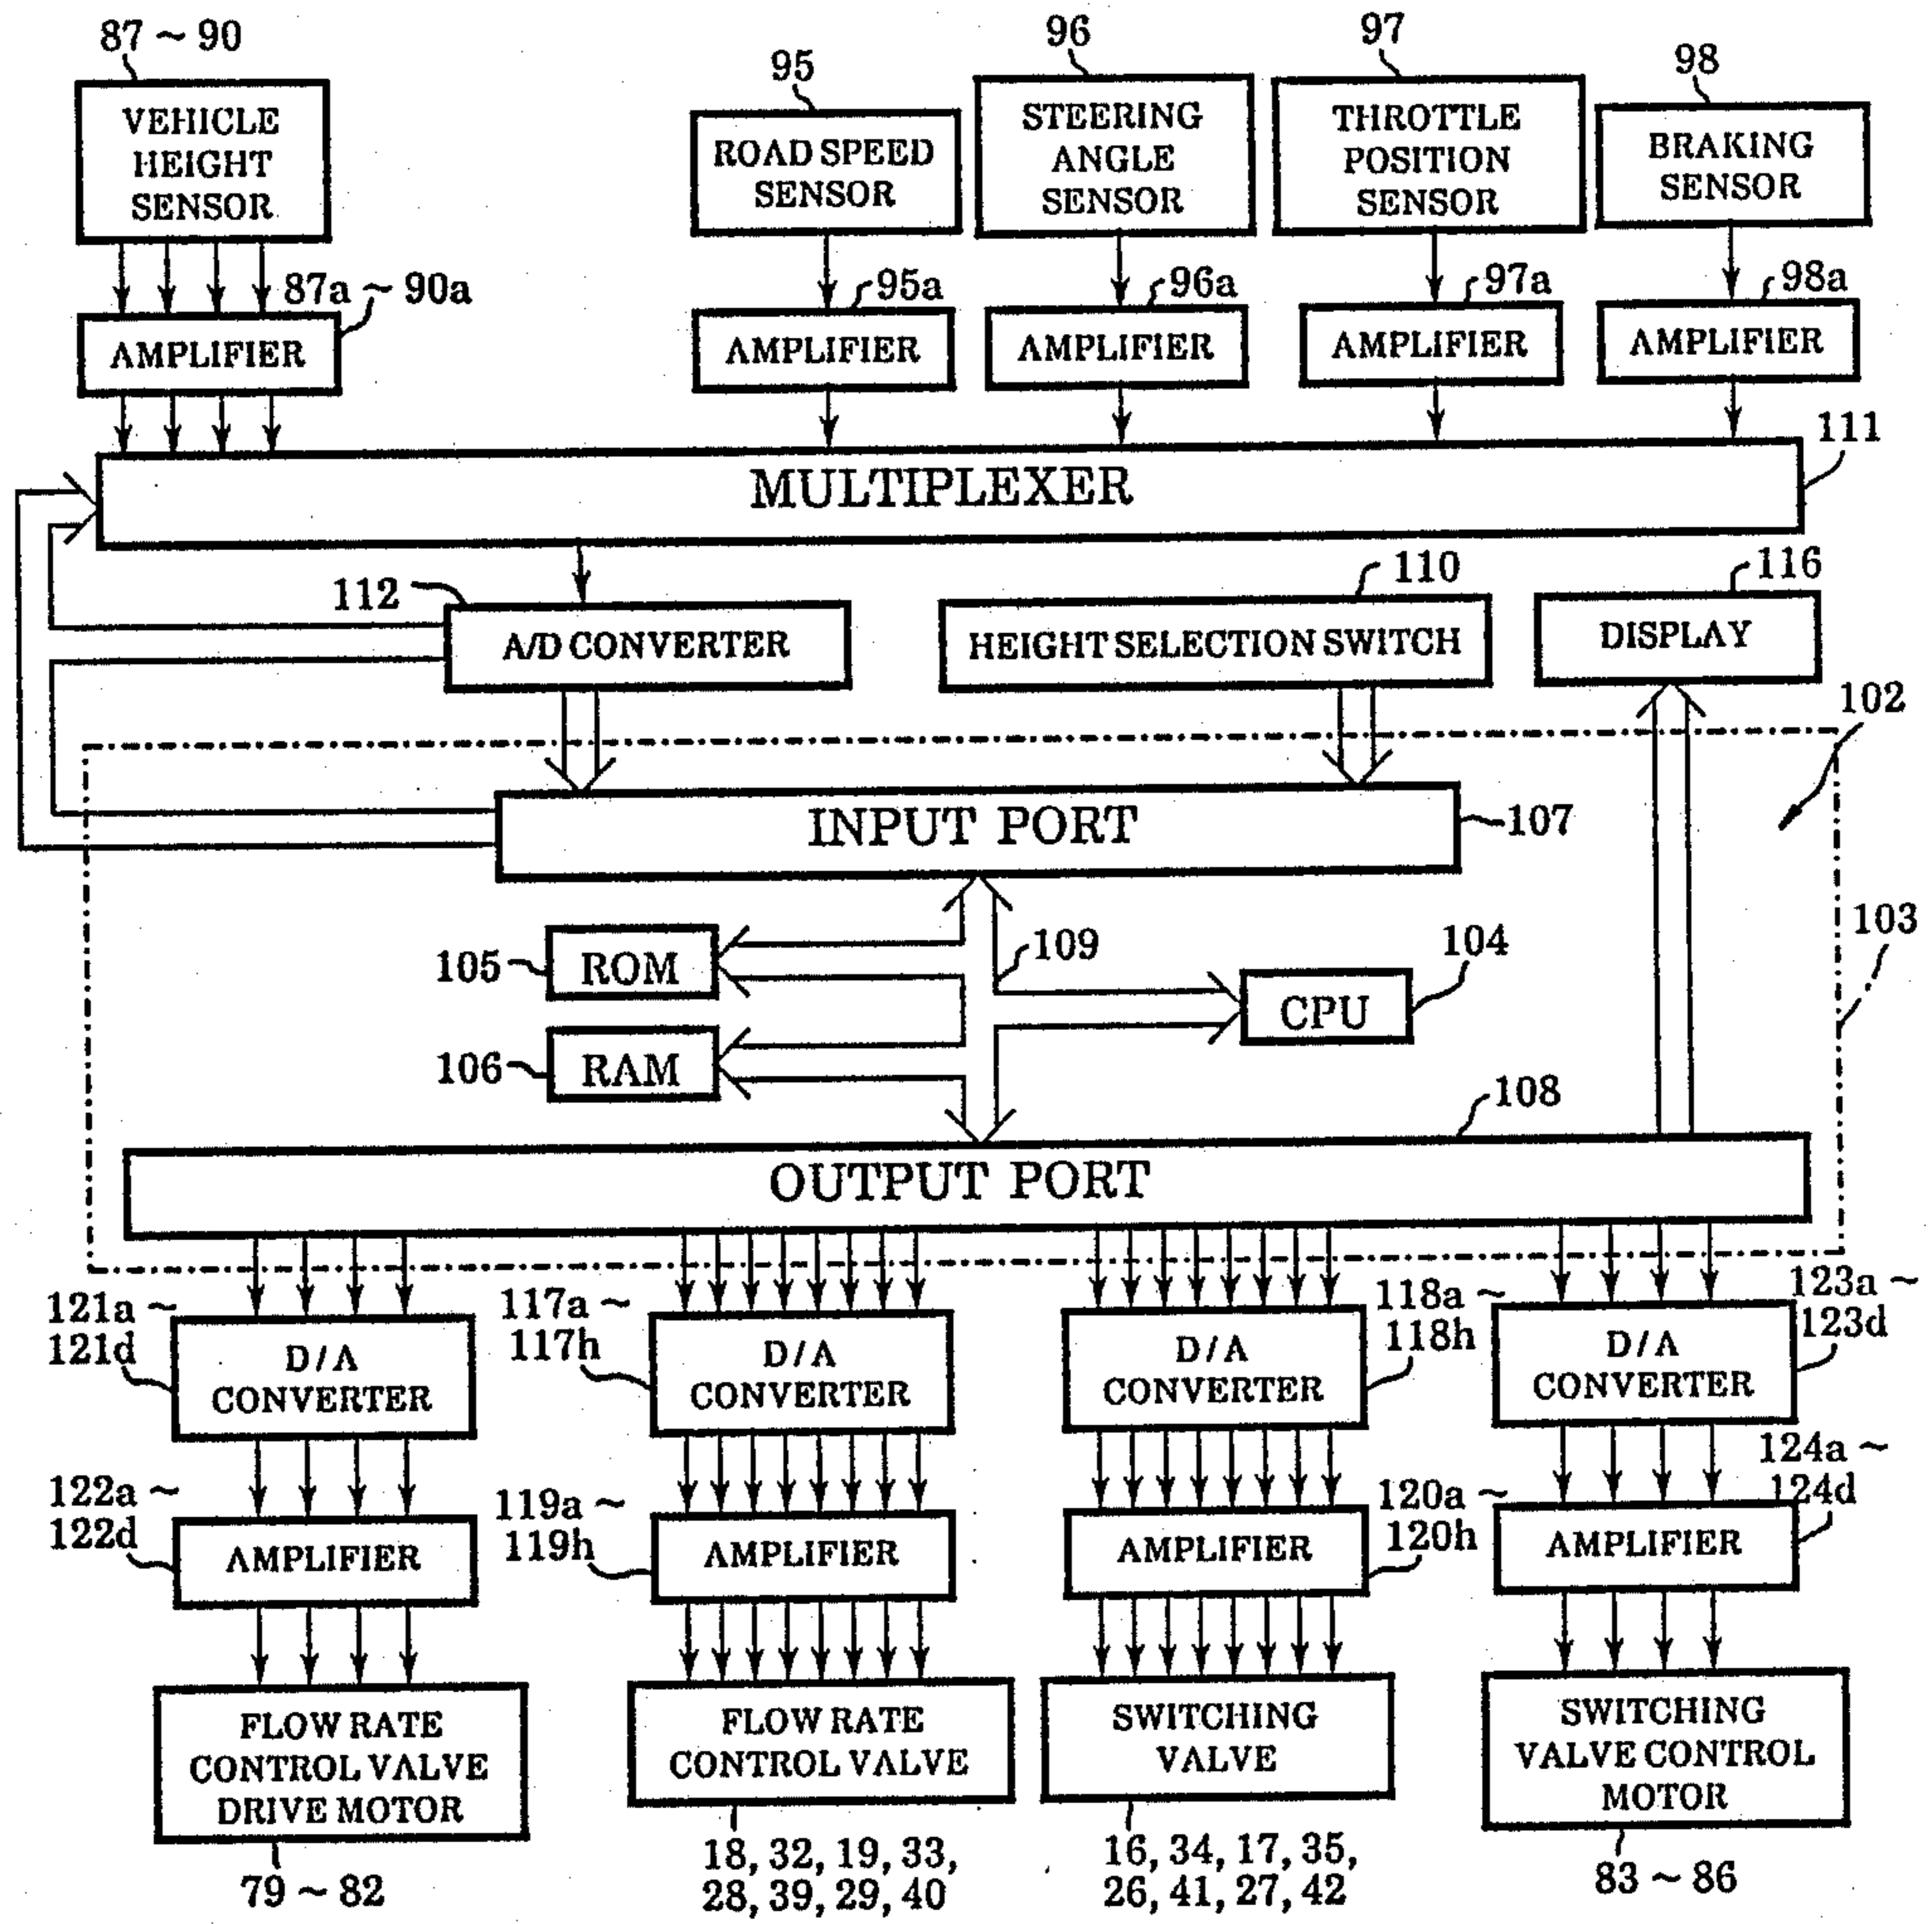 87 ~ 90
95
96
97
98
VEHICLE
HEIGHT
SENSOR
ROAD SPEED
SENSOR
STEERING
ANGLE
SENSOR
THROTTLE
POSITION
SENSOR
BRAKING
SENSOR
87a ~ 90a
95a
96a
97a
98a
AMPLIFIER
AMPLIFIER
AMPLIFIER
AMPLIFIER
AMPLIFIER
111
MULTIPLEXER
112
110
116
A/D CONVERTER
HEIGHT SELECTION SWITCH
DISPLAY
102
INPUT PORT
107
103
105
ROM
109
104
CPU
106
RAM
108
OUTPUT PORT
121a ~
121d
D/A
CONVERTER
117a ~
117h
D/A
CONVERTER
118a ~
118h
D/A
CONVERTER
123a ~
123d
D/A
CONVERTER
122a ~
122d
AMPLIFIER
119a ~
119h
AMPLIFIER
120a ~
120h
AMPLIFIER
124a ~
124d
AMPLIFIER
FLOW RATE
CONTROL VALVE
DRIVE MOTOR
FLOW RATE
CONTROL VALVE
SWITCHING
VALVE
SWITCHING
VALVE CONTROL
MOTOR
79 ~ 82
18, 32, 19, 33,
28, 39, 29, 40
16, 34, 17, 35,
26, 41, 27, 42
83 ~ 86